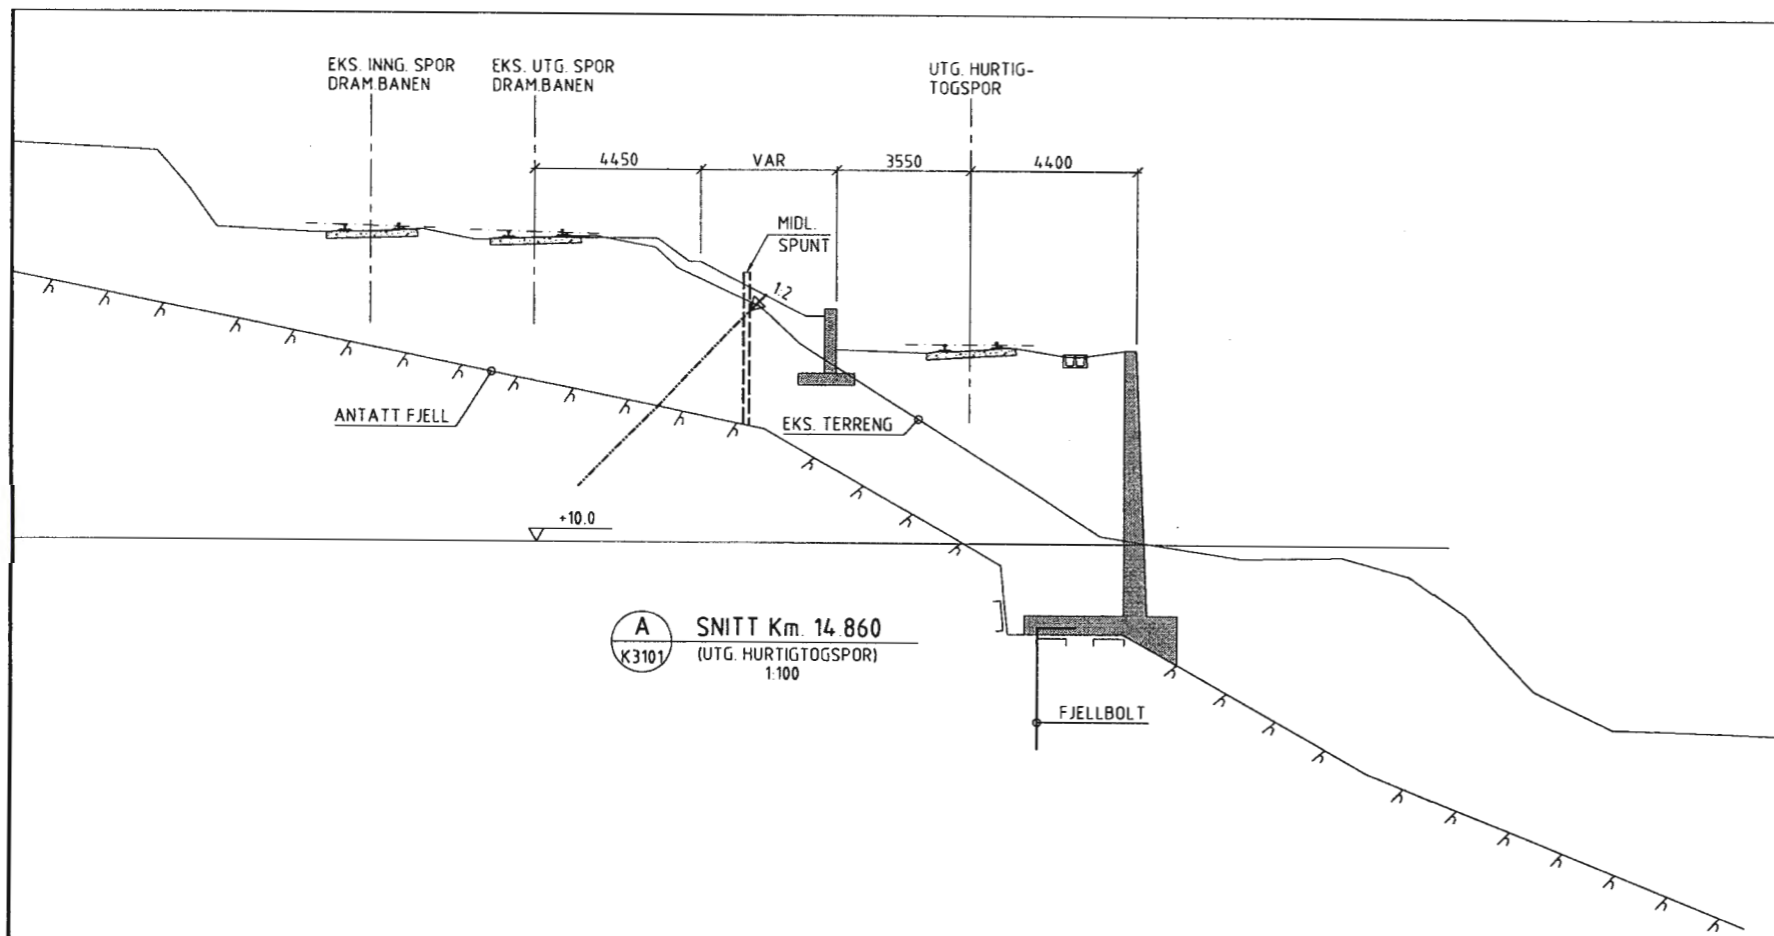 EKS. INNG. SPOR
DRAM.BANEN
EKS. UTG. SPOR
DRAM.BANEN
UTG. HURTIG-
TOGSPOR
4450
VAR
3550
4400
MIDL.
SPUNT
1:2
ANTATT FJELL
EKS. TERRENG
+10.0
A
K3101
SNITT Km. 14.860
(UTG. HURTIGTOGSPOR)
1:100
FJELLBOLT